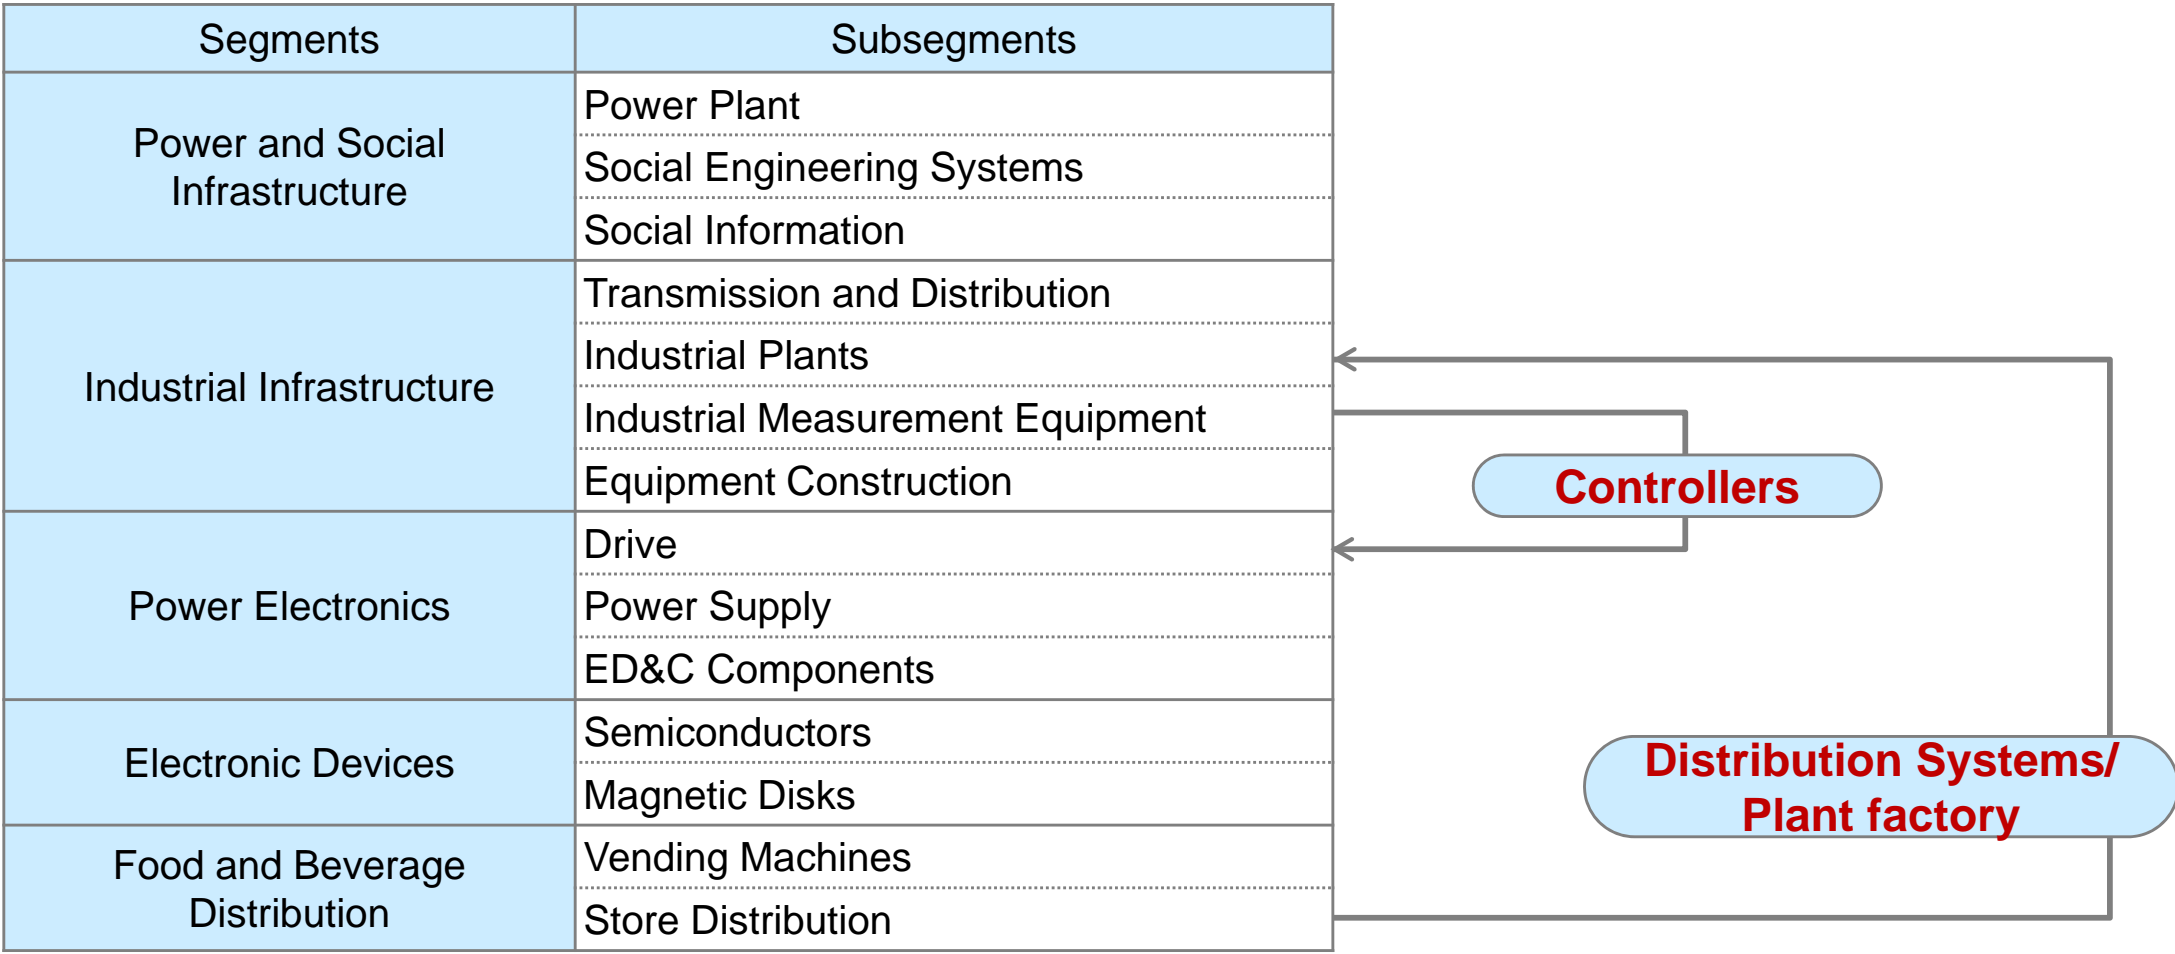 Segments
Subsegments
Power and Social
Infrastructure
Power Plant
Social Engineering Systems
Social Information
Industrial Infrastructure
Transmission and Distribution
Industrial Plants
Industrial Measurement Equipment
Equipment Construction
Controllers
Power Electronics
Drive
Power Supply
ED&C Components
Electronic Devices
Semiconductors
Magnetic Disks
Distribution Systems/
Plant factory
Food and Beverage
Distribution
Vending Machines
Store Distribution